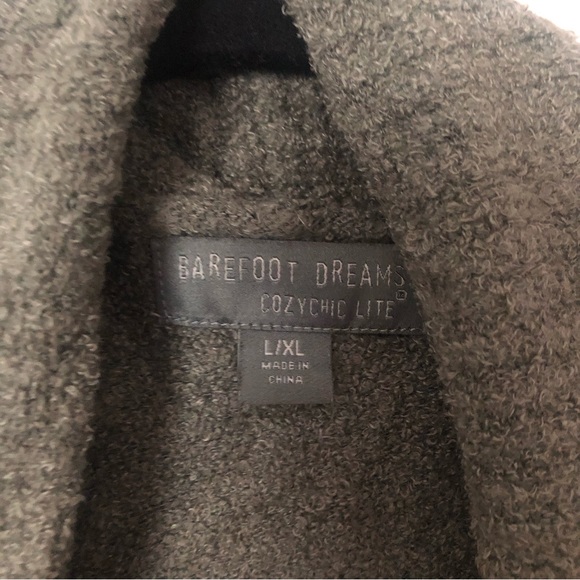 BAREFOOT DREAMS
COZYCHIC LITE
L/XL
MADE IN
CHINA